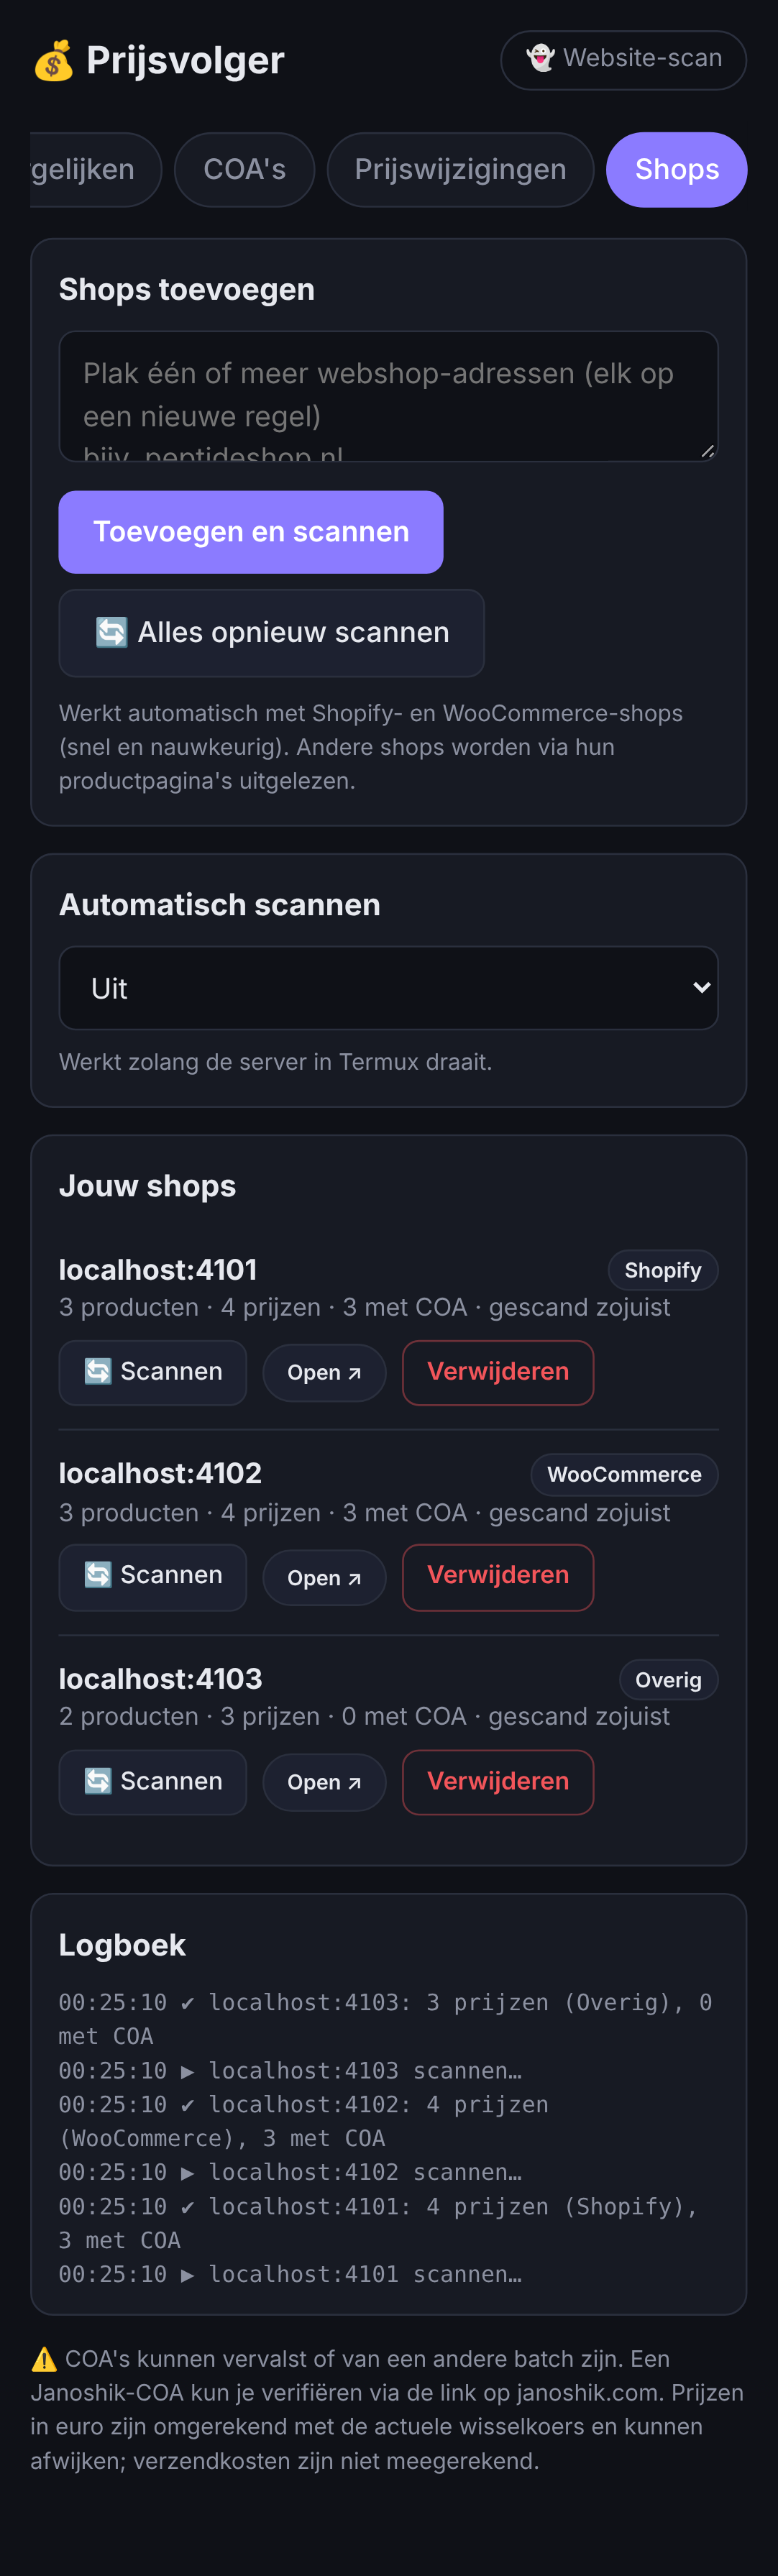 💰 Prijsvolger
👻 Website-scan
gelijken
COA's
Prijswijzigingen
Shops
Shops toevoegen
Plak één of meer webshop-adressen (elk op
een nieuwe regel)
bijv. peptideshop.nl
Toevoegen en scannen
🔄 Alles opnieuw scannen
Werkt automatisch met Shopify- en WooCommerce-shops
(snel en nauwkeurig). Andere shops worden via hun
productpagina's uitgelezen.
Automatisch scannen
Uit
Werkt zolang de server in Termux draait.
Jouw shops
localhost:4101
Shopify
3 producten · 4 prijzen · 3 met COA · gescand zojuist
🔄 Scannen
Open ↗
Verwijderen
localhost:4102
WooCommerce
3 producten · 4 prijzen · 3 met COA · gescand zojuist
🔄 Scannen
Open ↗
Verwijderen
localhost:4103
Overig
2 producten · 3 prijzen · 0 met COA · gescand zojuist
🔄 Scannen
Open ↗
Verwijderen
Logboek
00:25:10 ✔ localhost:4103: 3 prijzen (Overig), 0
met COA
00:25:10 ▶ localhost:4103 scannen…
00:25:10 ✔ localhost:4102: 4 prijzen
(WooCommerce), 3 met COA
00:25:10 ▶ localhost:4102 scannen…
00:25:10 ✔ localhost:4101: 4 prijzen (Shopify),
3 met COA
00:25:10 ▶ localhost:4101 scannen…
⚠️ COA's kunnen vervalst of van een andere batch zijn. Een
Janoshik-COA kun je verifiëren via de link op janoshik.com. Prijzen
in euro zijn omgerekend met de actuele wisselkoers en kunnen
afwijken; verzendkosten zijn niet meegerekend.